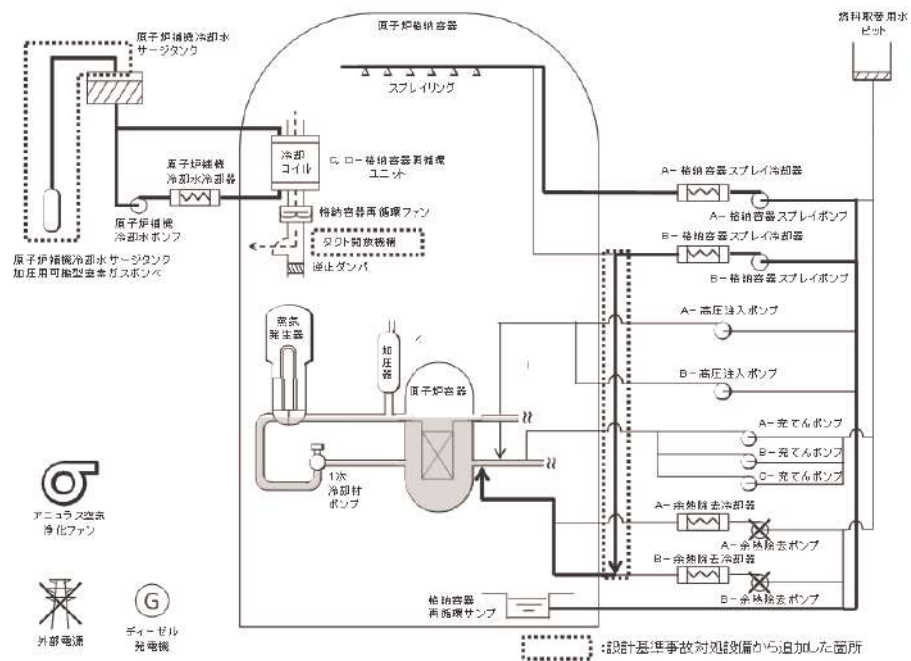 原子炉格納容器
燃料取替用水
ピット
原子炉補機冷却水
サージタンク
スプレイリング
冷却
コイル
C, D－格納容器再循環
ユニット
原子炉補機
冷却水冷却器
原子炉補機
冷却水ポンプ
格納容器再循環ファン
ダクト開放機構
逆止ダンパ
原子炉補機冷却水サージタンク
加圧用可搬型窒素ガスボンベ
A－格納容器スプレイ冷却器
A－格納容器スプレイポンプ
B－格納容器スプレイ冷却器
B－格納容器スプレイポンプ
A－高圧注入ポンプ
B－高圧注入ポンプ
蒸気
発生器
加圧器
原子炉容器
1次
冷却材
ポンプ
A－充てんポンプ
B－充てんポンプ
C－充てんポンプ
A－余熱除去冷却器
A－余熱除去ポンプ
B－余熱除去冷却器
B－余熱除去ポンプ
格納容器
再循環サンプ
アニュラス空気
浄化ファン
外部電源
G
ディーゼル
発電機
:設計基準事故対処設備から追加した箇所